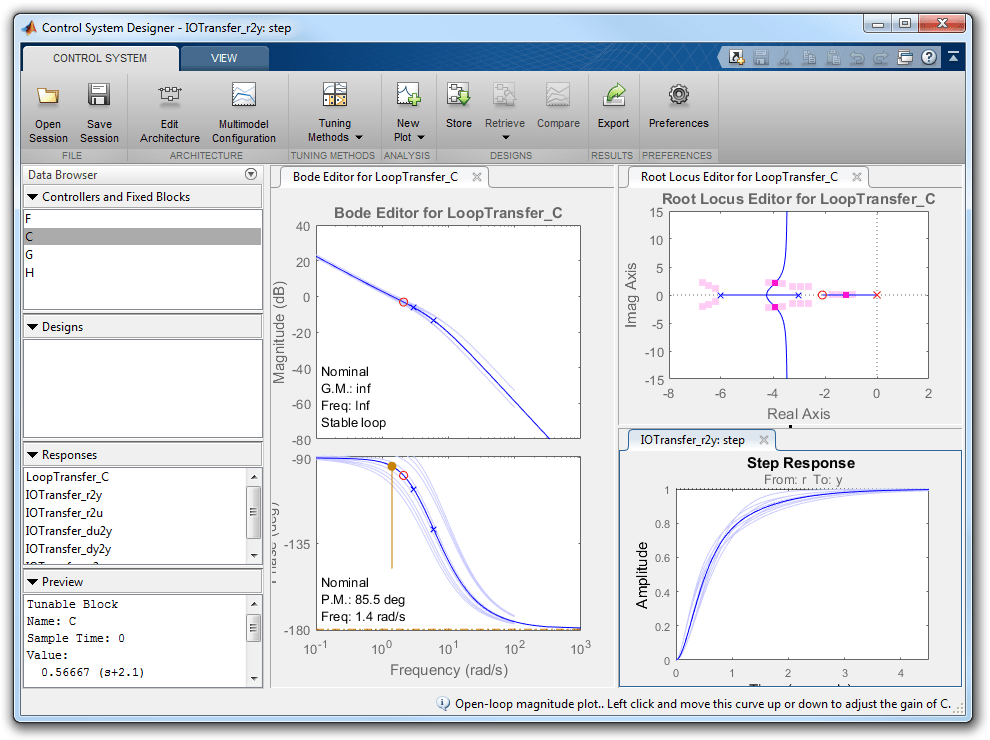 Control System Designer - IOTransfer_r2y: step
CONTROL SYSTEM
VIEW
Open Session
Save Session
Edit Architecture
Multimodel Configuration
Tuning Methods
New Plot
Store
Retrieve
Compare
Export
Preferences
FILE
ARCHITECTURE
TUNING METHODS
ANALYSIS
DESIGNS
RESULTS
PREFERENCES
Data Browser
Controllers and Fixed Blocks
F
C
G
H
Designs
Responses
LoopTransfer_C
IOTransfer_r2y
IOTransfer_r2u
IOTransfer_du2y
IOTransfer_dy2y
Preview
Tunable Block
Name: C
Sample Time: 0
Value:
0.56667 (s+2.1)
Bode Editor for LoopTransfer_C
Bode Editor for LoopTransfer_C
Magnitude (dB)
40
20
0
-20
-40
-60
-80
Nominal
G.M.: inf
Freq: Inf
Stable loop
-90
-135
-180
Nominal
P.M.: 85.5 deg
Freq: 1.4 rad/s
10^-1
10^0
10^1
10^2
10^3
Frequency (rad/s)
Root Locus Editor for LoopTransfer_C
Root Locus Editor for LoopTransfer_C
Imag Axis
15
10
5
0
-5
-10
-15
-8
-6
-4
-2
0
2
Real Axis
IOTransfer_r2y: step
Step Response
From: r To: y
Amplitude
1
0.8
0.6
0.4
0.2
0
0
1
2
3
4
Open-loop magnitude plot.. Left click and move this curve up or down to adjust the gain of C.